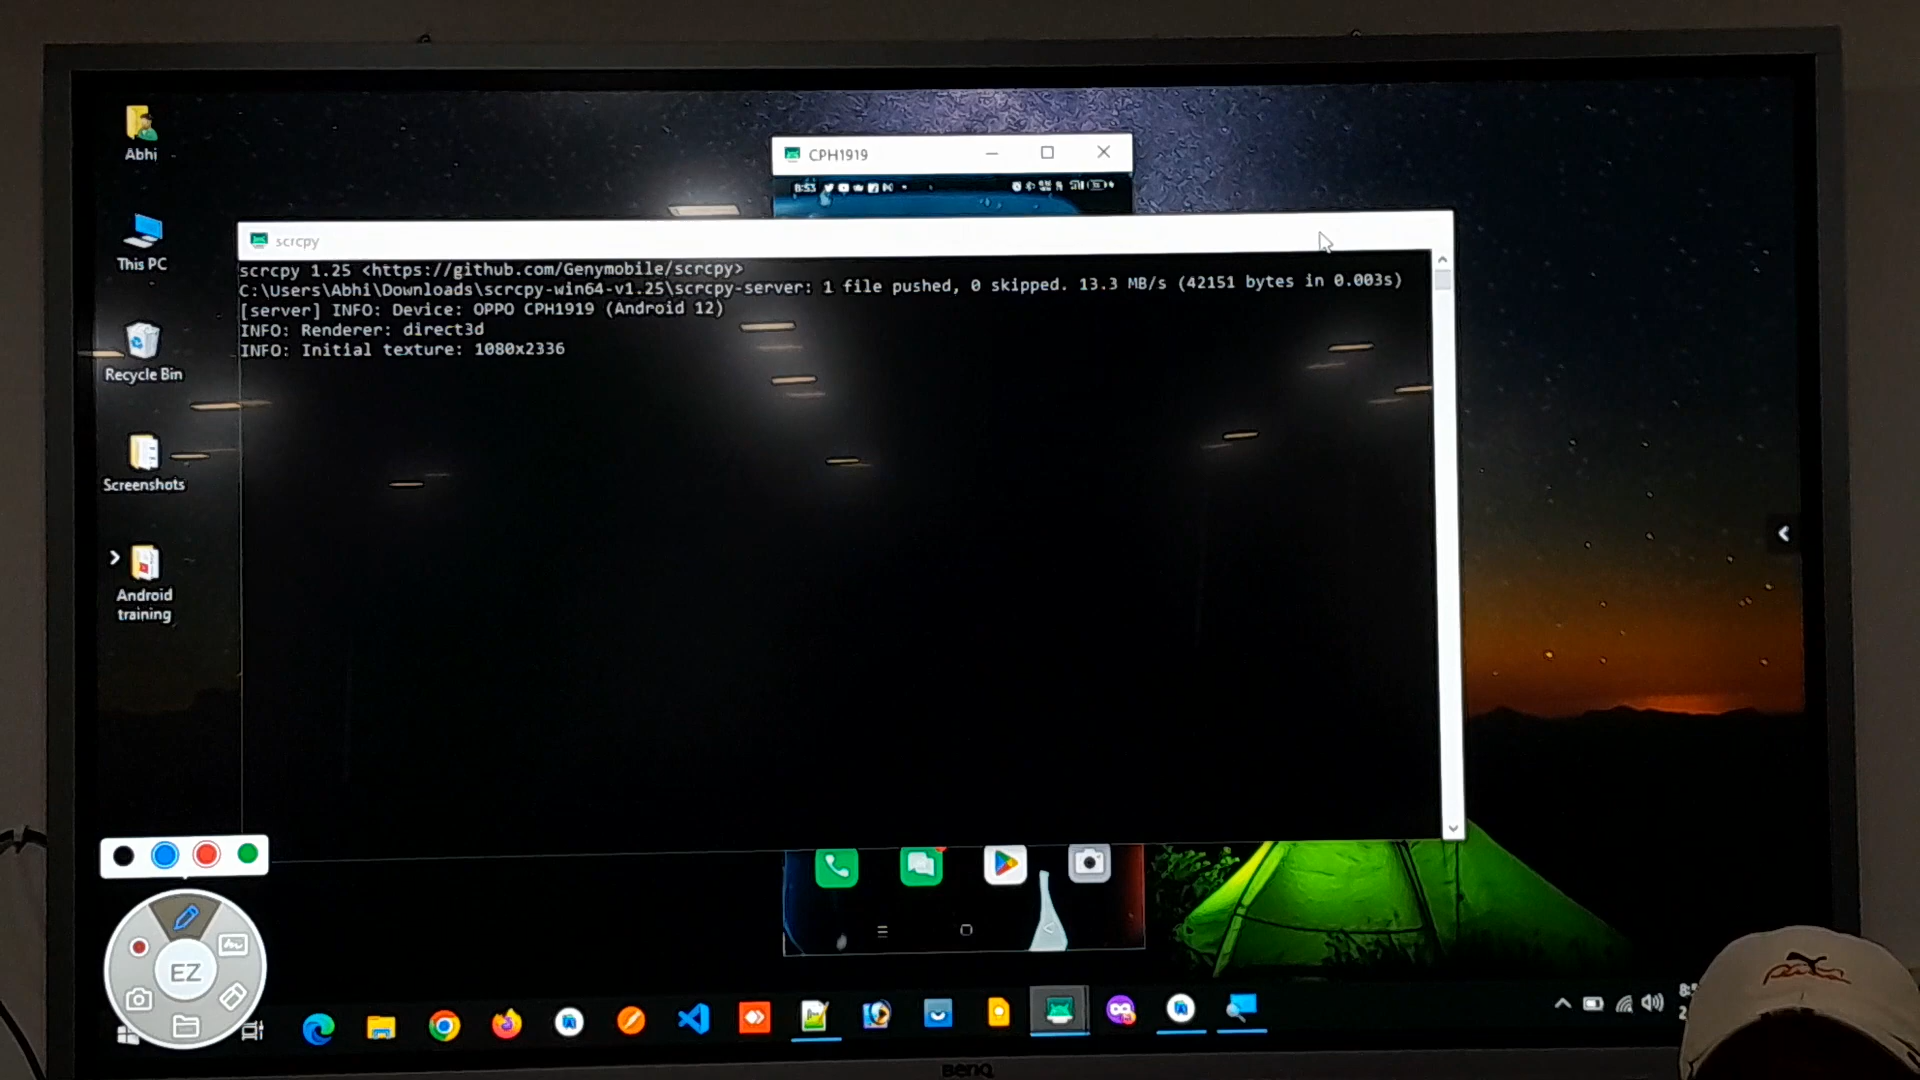 Abhi
This PC
Recycle Bin
Screenshots
Android
training
CPH1919
8:53
scrcpy
scrcpy 1.25 <https://github.com/Genymobile/scrcpy>
C:\Users\Abhi\Downloads\scrcpy-win64-v1.25\scrcpy-server: 1 file pushed, 0 skipped. 13.3 MB/s (42151 bytes in 0.003s)
[server] INFO: Device: OPPO CPH1919 (Android 12)
INFO: Renderer: direct3d
INFO: Initial texture: 1080x2336
EZ
BenQ